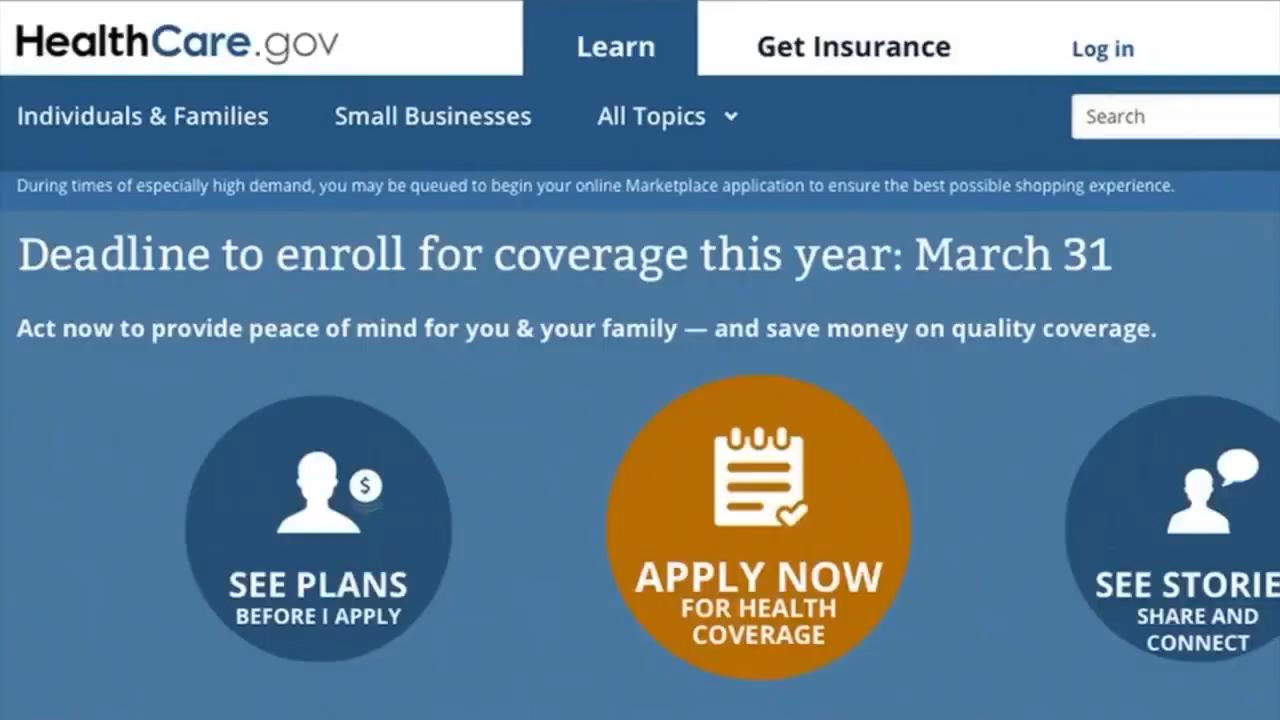 HealthCare.gov
Learn
Get Insurance
Log in
Individuals & Families
Small Businesses
All Topics
Search
During times of especially high demand, you may be queued to begin your online Marketplace application to ensure the best possible shopping experience.
Deadline to enroll for coverage this year: March 31
Act now to provide peace of mind for you & your family — and save money on quality coverage.
$
SEE PLANS
BEFORE I APPLY
APPLY NOW
FOR HEALTH
COVERAGE
SEE STORIE
SHARE AND
CONNECT